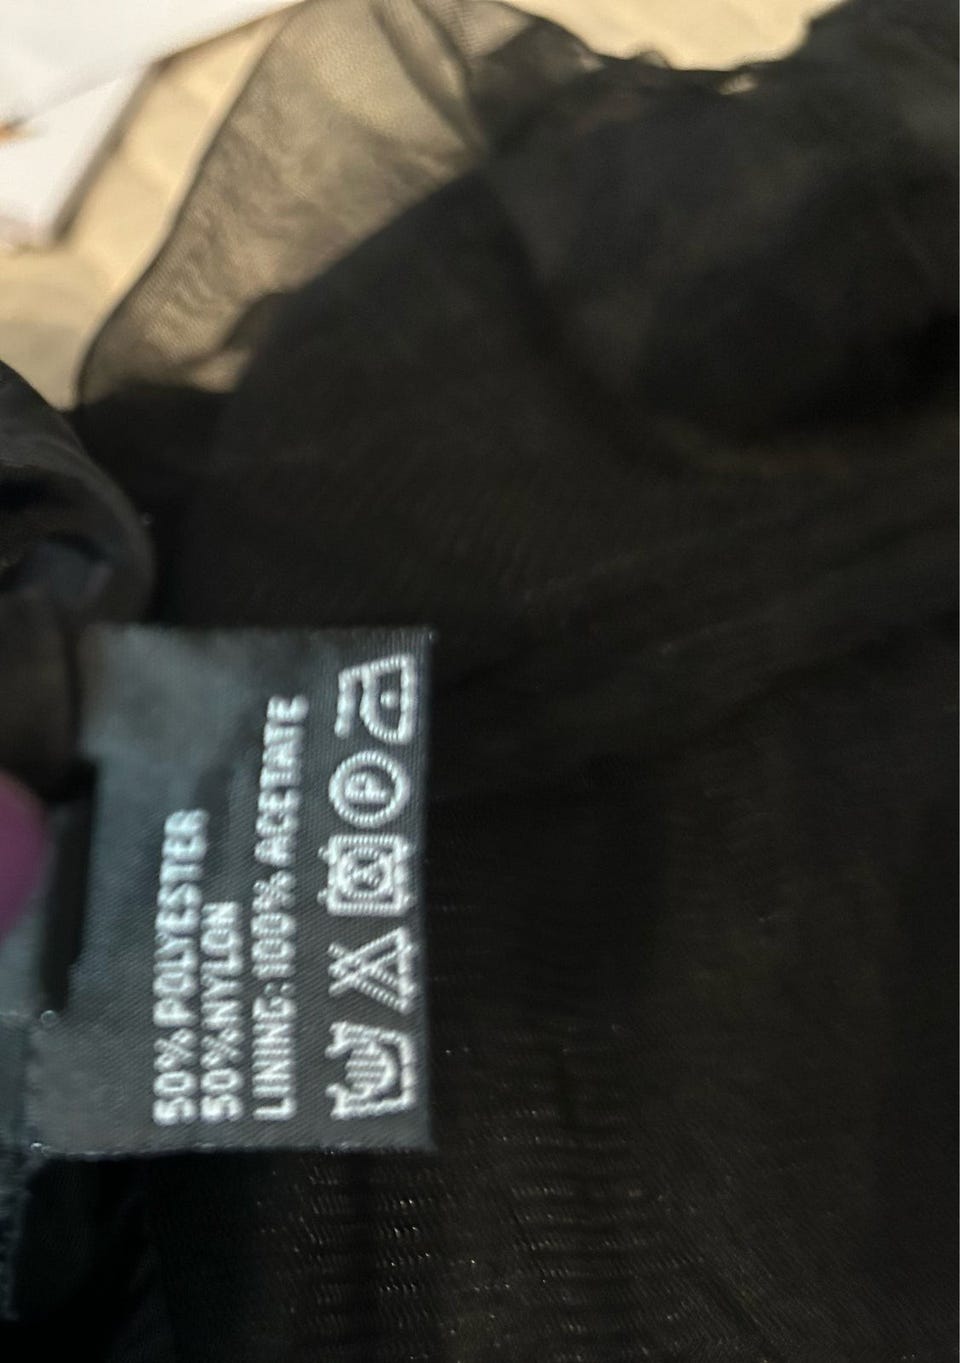 50% POLYESTER
50% NYLON
LINING: 100% ACETATE
P